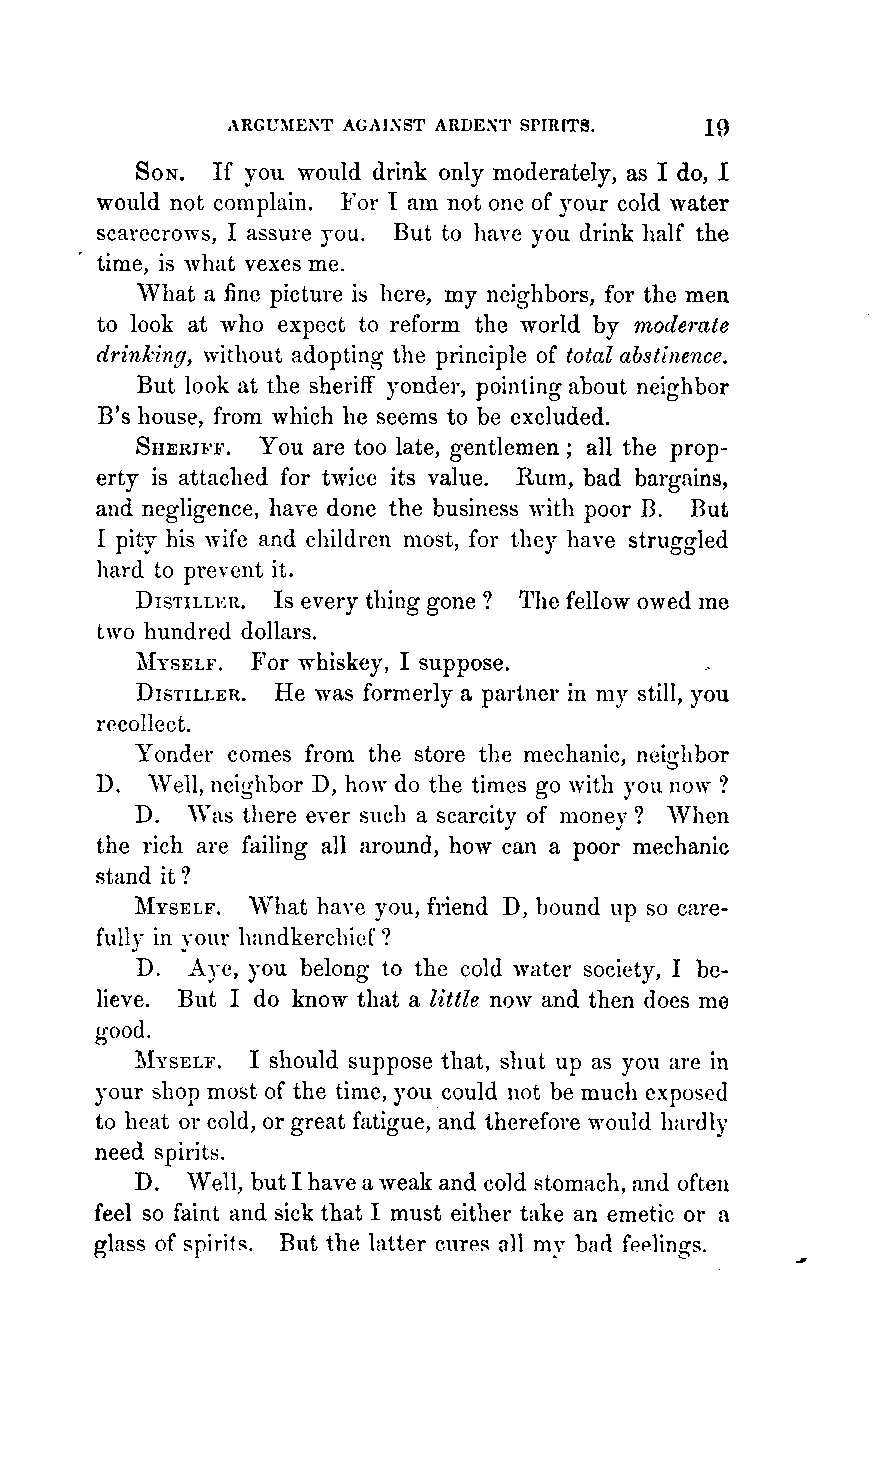 ARGUMENT AGAINST ARDENT SPIRITS. 19
SON. If you would drink only moderately, as I do, I
would not complain. For I am not one of your cold water
scarecrows, I assure you. But to have you drink half the
time, is what vexes me.
What a fine picture is here, my neighbors, for the men
to look at who expect to reform the world by moderate
drinking, without adopting the principle of total abstinence.
But look at the sheriff yonder, pointing about neighbor
B's house, from which he seems to be excluded.
SHERIFF. You are too late, gentlemen; all the prop-
erty is attached for twice its value. Rum, bad bargains,
and negligence, have done the business with poor B. But
I pity his wife and children most, for they have struggled
hard to prevent it.
DISTILLER. Is every thing gone? The fellow owed me
two hundred dollars.
MYSELF. For whiskey, I suppose.
DISTILLER. He was formerly a partner in my still, you
recollect.
Yonder comes from the store the mechanic, neighbor
D. Well, neighbor D, how do the times go with you now?
D. Was there ever such a scarcity of money? When
the rich are failing all around, how can a poor mechanic
stand it?
MYSELF. What have you, friend D, bound up so care-
fully in your handkerchief?
D. Aye, you belong to the cold water society, I be-
lieve. But I do know that a little now and then does me
good.
MYSELF. I should suppose that, shut up as you are in
your shop most of the time, you could not be much exposed
to heat or cold, or great fatigue, and therefore would hardly
need spirits.
D. Well, but I have a weak and cold stomach, and often
feel so faint and sick that I must either take an emetic or a
glass of spirits. But the latter cures all my bad feelings.